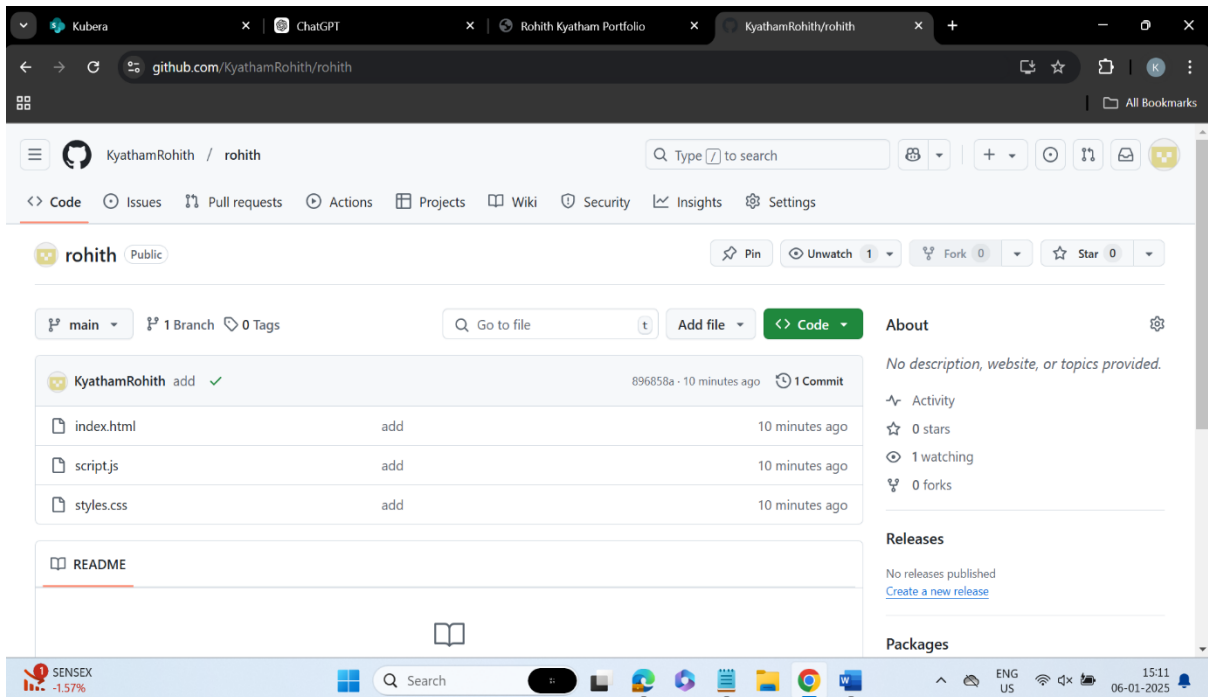 Kubera
ChatGPT
Rohith Kyatham Portfolio
KyathamRohith/rohith
github.com/KyathamRohith/rohith
K
All Bookmarks
KyathamRohith / rohith
Type / to search
Code Issues Pull requests Actions Projects Wiki Security Insights Settings
rohith Public
Pin Unwatch 1 Fork 0 Star 0
main 1 Branch 0 Tags
Go to file t
Add file
<> Code
KyathamRohith add
896858a · 10 minutes ago 1 Commit
index.html add 10 minutes ago
script.js add 10 minutes ago
styles.css add 10 minutes ago
README
About
No description, website, or topics provided.
Activity
0 stars
1 watching
0 forks
Releases
No releases published
Create a new release
Packages
1 SENSEX
-1.57%
Search
ENG
US
15:11
06-01-2025